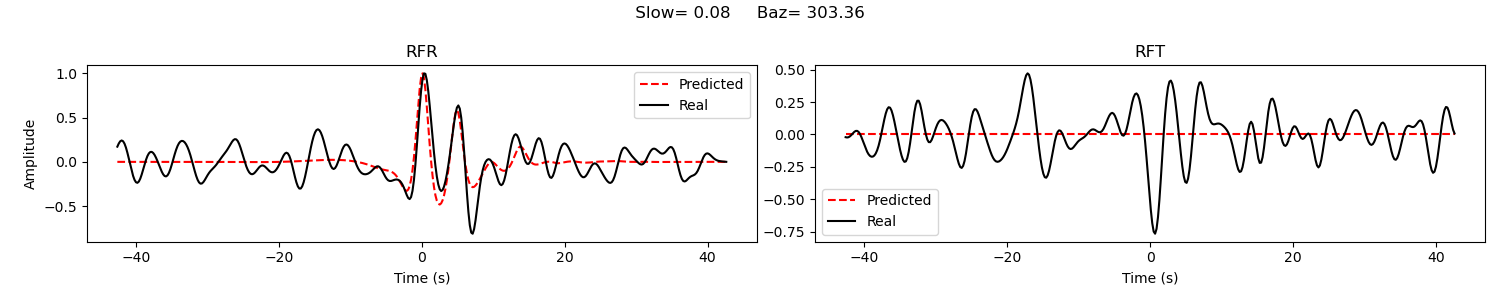 Slow= 0.08 Baz= 303.36
RFR
Amplitude
1.0
0.5
0.0
−0.5
−40
−20
0
20
40
Time (s)
Predicted
Real
RFT
0.50
0.25
0.00
−0.25
−0.50
−0.75
−40
−20
0
20
40
Time (s)
Predicted
Real